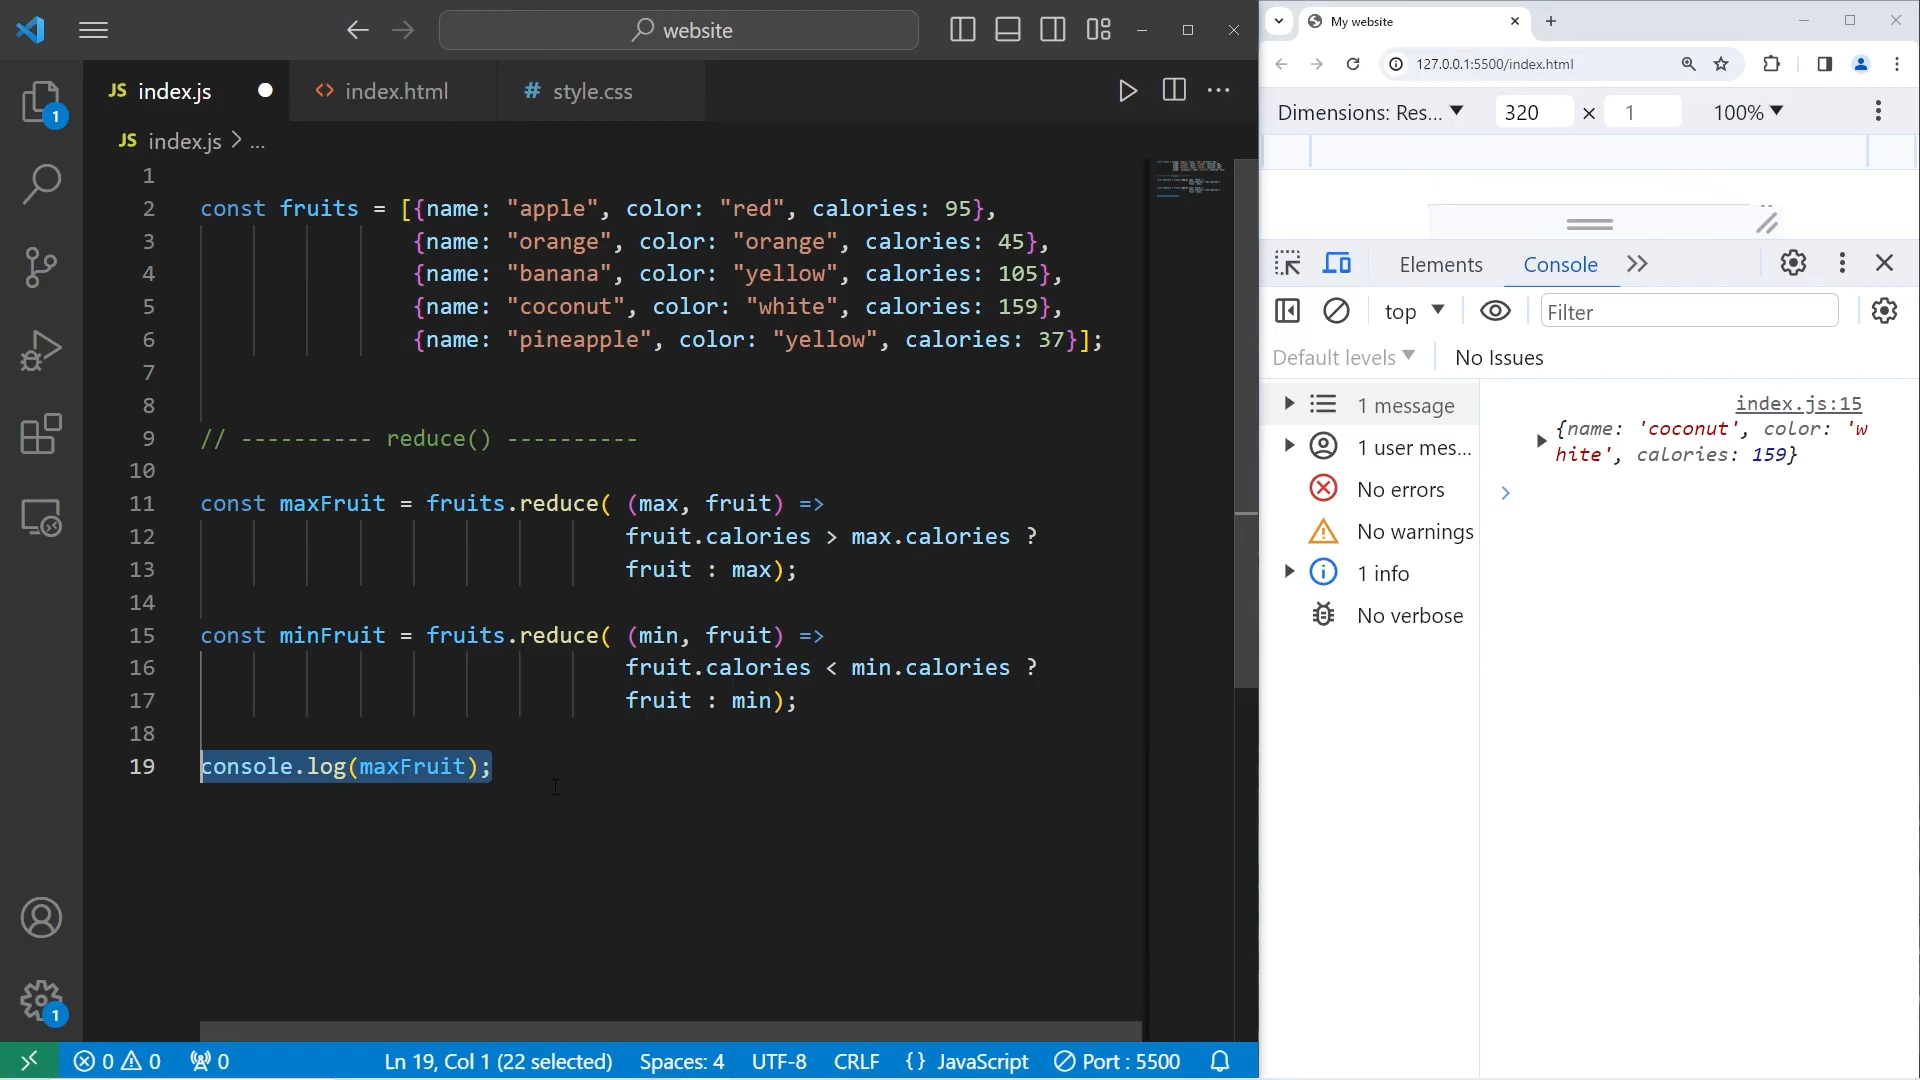 website
JS index.js
<> index.html
# style.css
JS index.js > ...
1
2 const fruits = [{name: "apple", color: "red", calories: 95},
3 {name: "orange", color: "orange", calories: 45},
4 {name: "banana", color: "yellow", calories: 105},
5 {name: "coconut", color: "white", calories: 159},
6 {name: "pineapple", color: "yellow", calories: 37}];
7
8
9 // ---------- reduce() ----------
10
11 const maxFruit = fruits.reduce( (max, fruit) =>
12 fruit.calories > max.calories ?
13 fruit : max);
14
15 const minFruit = fruits.reduce( (min, fruit) =>
16 fruit.calories < min.calories ?
17 fruit : min);
18
19 console.log(maxFruit);
1
1
0 0 0
Ln 19, Col 1 (22 selected)
Spaces: 4
UTF-8
CRLF
{} JavaScript
Port : 5500
My website
127.0.0.1:5500/index.html
Dimensions: Res... 320 × 1 100%
Elements Console
top Filter
Default levels No Issues
1 message
1 user mes...
No errors
No warnings
1 info
No verbose
index.js:15
{name: 'coconut', color: 'w
hite', calories: 159}